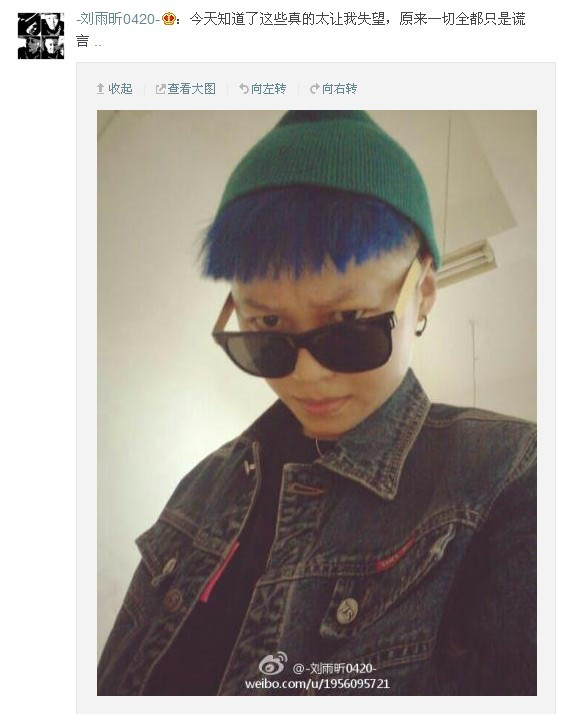 -刘雨昕0420-：今天知道了这些真的太让我失望，原来一切全都只是谎
言 ..
收起 查看大图 向左转 向右转
@-刘雨昕0420-
weibo.com/u/1956095721